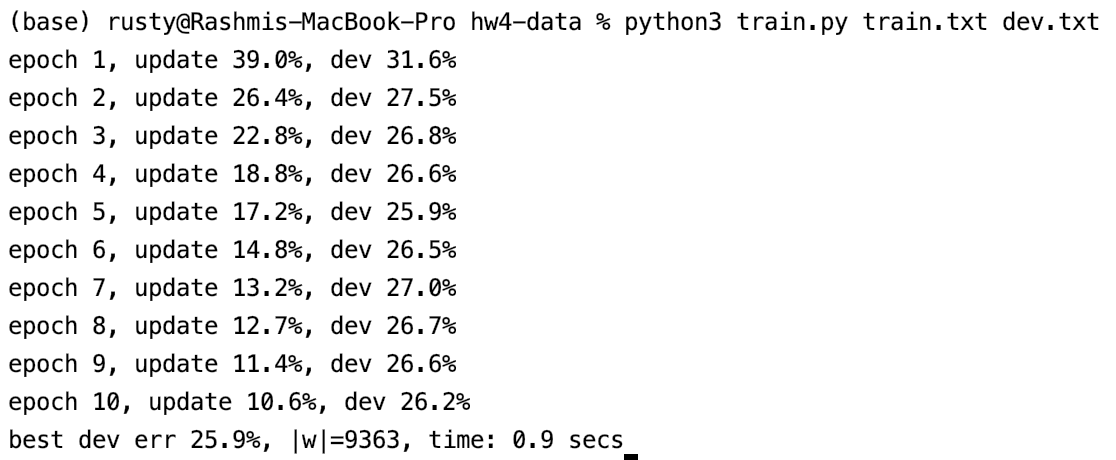 (base) rusty@Rashmis-MacBook-Pro hw4-data % python3 train.py train.txt dev.txt
epoch 1, update 39.0%, dev 31.6%
epoch 2, update 26.4%, dev 27.5%
epoch 3, update 22.8%, dev 26.8%
epoch 4, update 18.8%, dev 26.6%
epoch 5, update 17.2%, dev 25.9%
epoch 6, update 14.8%, dev 26.5%
epoch 7, update 13.2%, dev 27.0%
epoch 8, update 12.7%, dev 26.7%
epoch 9, update 11.4%, dev 26.6%
epoch 10, update 10.6%, dev 26.2%
best dev err 25.9%, |w|=9363, time: 0.9 secs